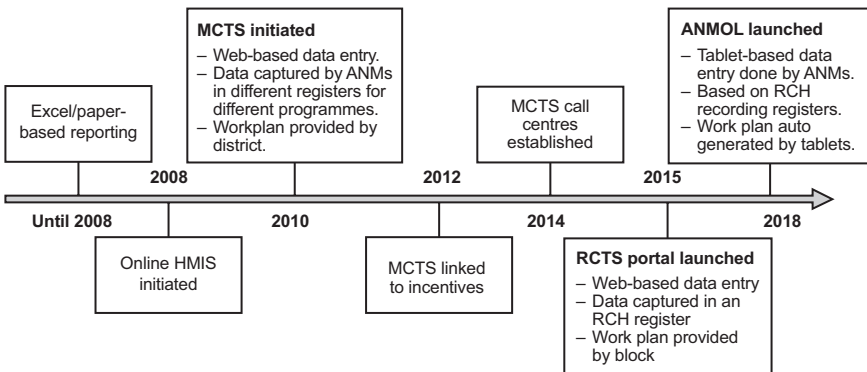 MCTS initiated
– Web-based data entry.
– Data captured by ANMs
in different registers for
different programmes.
– Workplan provided by
district.
ANMOL launched
– Tablet-based data
entry done by ANMs.
– Based on RCH
recording registers.
– Work plan auto
generated by tablets.
Excel/paper-
based reporting
MCTS call
centres
established
2008
2012
2015
Until 2008
2010
2014
2018
Online HMIS
initiated
MCTS linked
to incentives
RCTS portal launched
– Web-based data entry
– Data captured in an
RCH register
– Work plan provided
by block